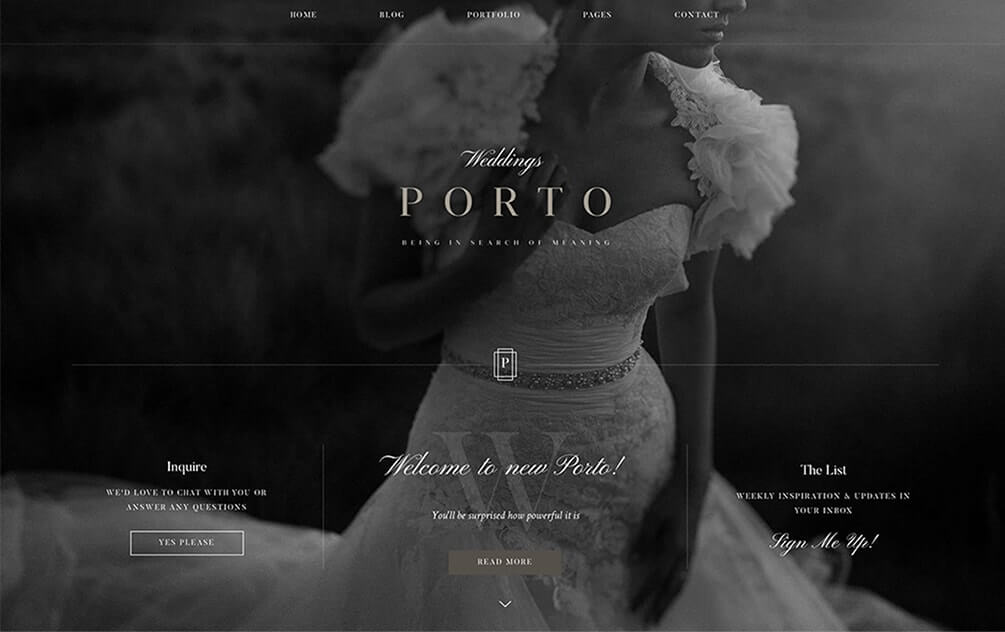 HOME BLOG PORTFOLIO PAGES CONTACT
Weddings
PORTO
BEING IN SEARCH OF MEANING
P
Inquire
WE'D LOVE TO CHAT WITH YOU OR
ANSWER ANY QUESTIONS
YES PLEASE
W
Welcome to new Porto!
You'll be surprised how powerful it is
READ MORE
The List
WEEKLY INSPIRATION & UPDATES IN
YOUR INBOX
Sign Me Up!